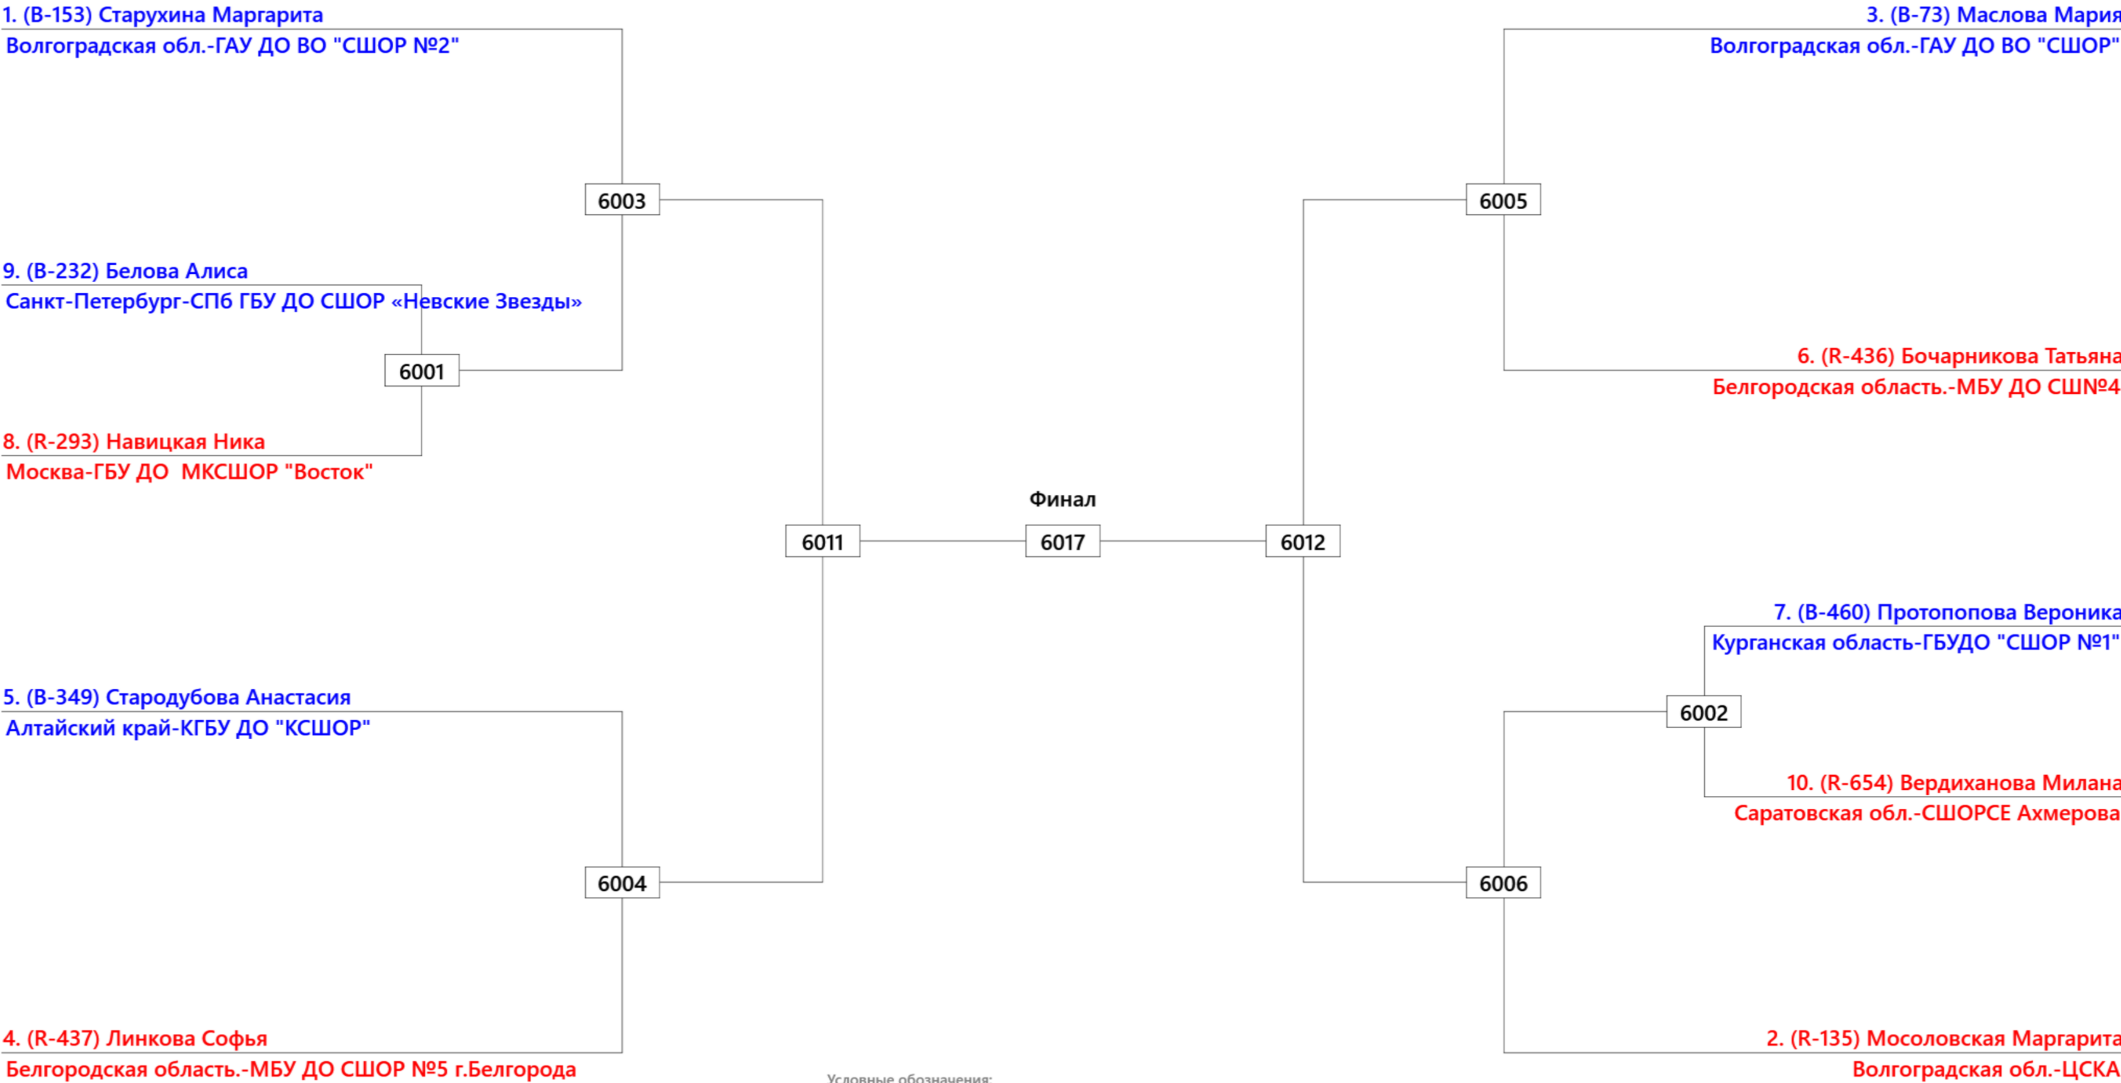 1. (B-153) Старухина Маргарита
Волгоградская обл.-ГАУ ДО ВО "СШОР №2"
6003
9. (B-232) Белова Алиса
Санкт-Петербург-СПб ГБУ ДО СШОР «Невские Звезды»
6001
8. (R-293) Навицкая Ника
Москва-ГБУ ДО  МКСШОР "Восток"
6011
5. (B-349) Стародубова Анастасия
Алтайский край-КГБУ ДО "КСШОР"
6004
4. (R-437) Линкова Софья
Белгородская область.-МБУ ДО СШОР №5 г.Белгорода
Финал
6017
3. (B-73) Маслова Мария
Волгоградская обл.-ГАУ ДО ВО "СШОР"
6005
6. (R-436) Бочарникова Татьяна
Белгородская область.-МБУ ДО СШ№4
6012
7. (B-460) Протопопова Вероника
Курганская область-ГБУДО "СШОР №1"
6002
10. (R-654) Вердиханова Милана
Саратовская обл.-СШОРСЕ Ахмерова
6006
2. (R-135) Мосоловская Маргарита
Волгоградская обл.-ЦСКА
Условные обозначения: